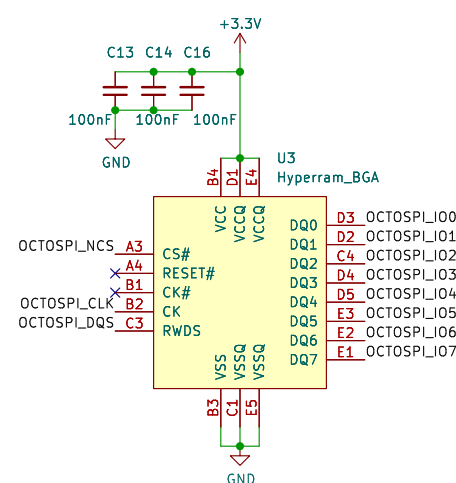 +3.3V
C13 C14 C16
100nF 100nF 100nF
GND
U3
Hyperram_BGA
B4 D1 E4
VCC VCCQ VCCQ
DQ0 D3 OCTOSPI_IO0
DQ1 D2 OCTOSPI_IO1
OCTOSPI_NCS A3 CS# DQ2 C4 OCTOSPI_IO2
A4 RESET# DQ3 D4 OCTOSPI_IO3
B1 CK# DQ4 D5 OCTOSPI_IO4
OCTOSPI_CLK B2 CK DQ5 E3 OCTOSPI_IO5
OCTOSPI_DQS C3 RWDS DQ6 E2 OCTOSPI_IO6
DQ7 E1 OCTOSPI_IO7
VSS VSSQ VSSQ
B3 C1 E5
GND